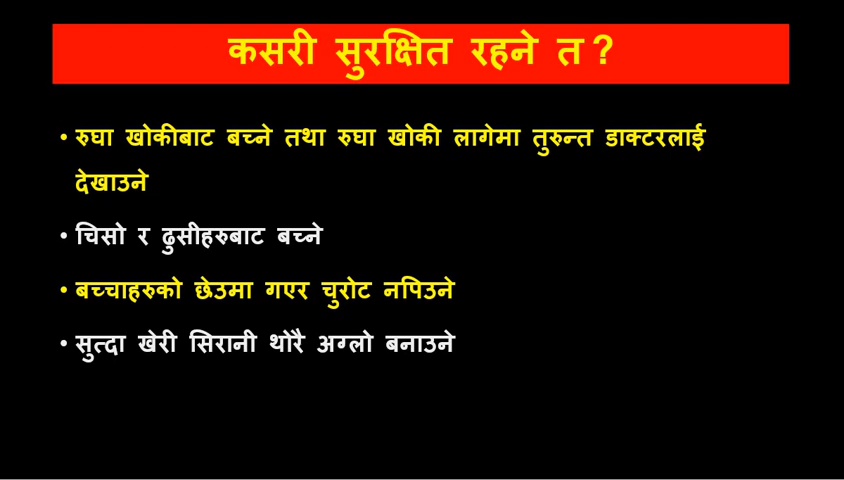 कसरी सुरक्षित रहने त ?
• रुघा खोकीबाट बच्ने तथा रुघा खोकी लागेमा तुरुन्त डाक्टरलाई
देखाउने
• चिसो र ढुसीहरुबाट बच्ने
• बच्चाहरुको छेउमा गएर चुरोट नपिउने
• सुत्दा खेरी सिरानी थोरै अग्लो बनाउने